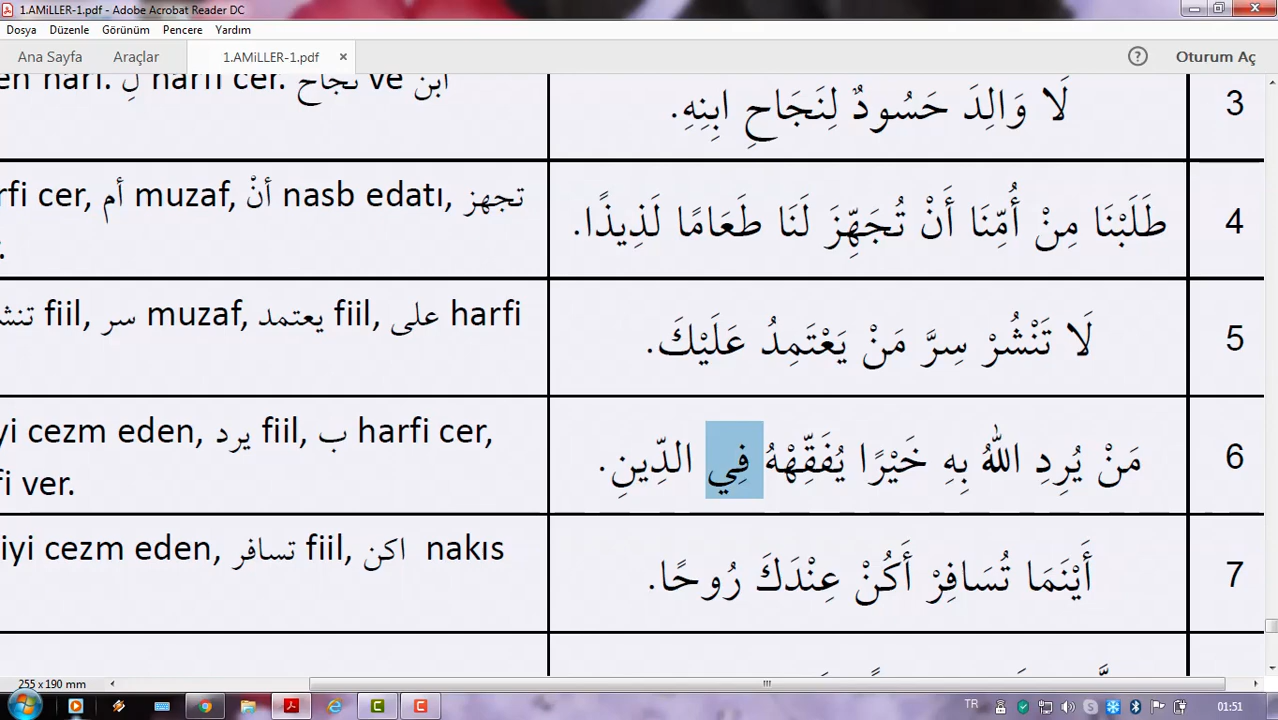 1.AMiLLER-1.pdf - Adobe Acrobat Reader DC
Dosya Düzenle Görünüm Pencere Yardım
Ana Sayfa Araçlar 1.AMiLLER-1.pdf × Oturum Aç
harfi cer. نجاح ve ابن
لَا وَالِدَ حَسُودٌ لِنَجَاحِ ابِنِهِ. 3
rfi cer, أم muzaf, أنْ nasb edatı, تجهز
طَلَبْنَا مِنْ أُمِّنَا أَنْ تُجَهِّزَ لَنَا طَعَامًا لَذِيذًا. 4
fiil, سر muzaf, يعتمد fiil, على harfi
لَا تَنْشُرْ سِرَّ مَنْ يَعْتَمِدُ عَلَيْكَ. 5
yi cezm eden, يرد fiil, ب harfi cer,
fi ver.
مَنْ يُرِدِ اللهُ بِهِ خَيْرًا يُفَقِّهْهُ فِي الدِّينِ. 6
iyi cezm eden, تسافر fiil, اكن nakıs
أَيْنَمَا تُسَافِرْ أَكُنْ عِنْدَكَ رُوحًا. 7
255 x 190 mm
TR 01:51